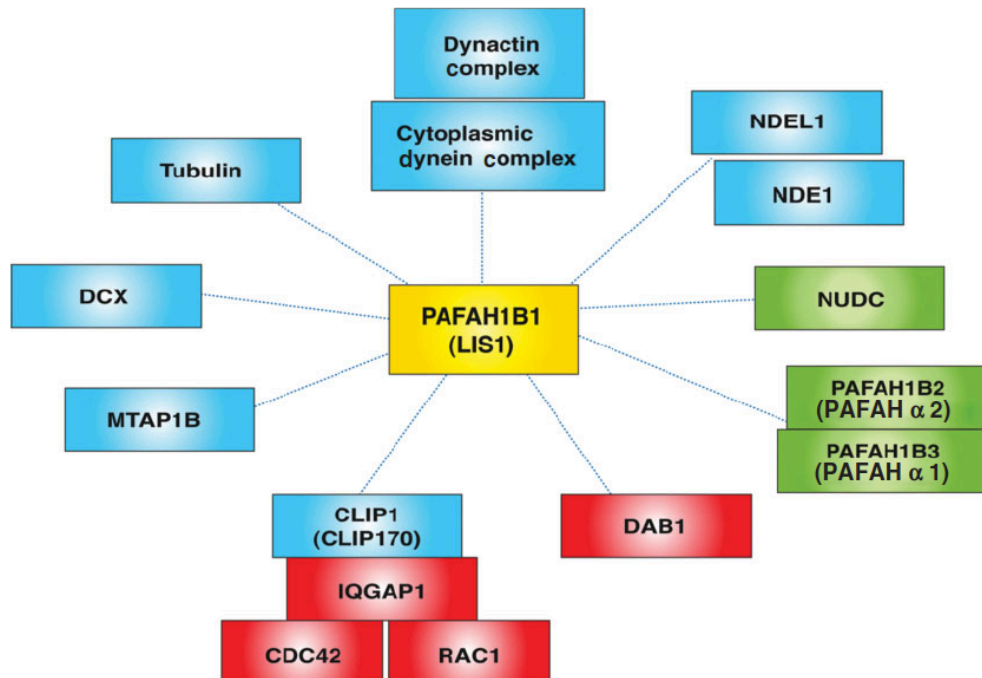 Dynactin
complex
Cytoplasmic
dynein complex
NDEL1
NDE1
Tubulin
DCX
NUDC
PAFAH1B1
(LIS1)
MTAP1B
PAFAH1B2
(PAFAH α 2)
PAFAH1B3
(PAFAH α 1)
CLIP1
(CLIP170)
DAB1
IQGAP1
CDC42
RAC1